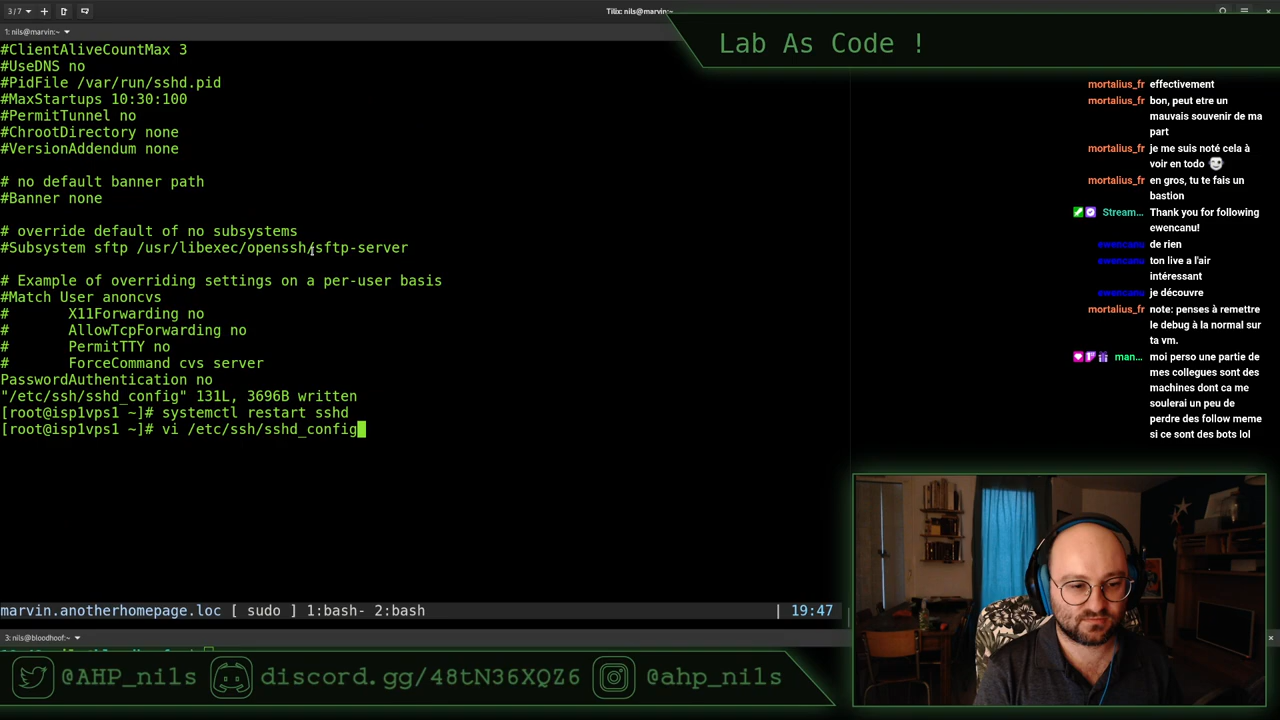 3/7
Tilix: nils@marvin:~
1: nils@marvin:~
#ClientAliveCountMax 3
#UseDNS no
#PidFile /var/run/sshd.pid
#MaxStartups 10:30:100
#PermitTunnel no
#ChrootDirectory none
#VersionAddendum none
# no default banner path
#Banner none
# override default of no subsystems
#Subsystem sftp /usr/libexec/openssh/sftp-server
# Example of overriding settings on a per-user basis
#Match User anoncvs
#       X11Forwarding no
#       AllowTcpForwarding no
#       PermitTTY no
#       ForceCommand cvs server
PasswordAuthentication no
"/etc/ssh/sshd_config" 131L, 3696B written
[root@isp1vps1 ~]# systemctl restart sshd
[root@isp1vps1 ~]# vi /etc/ssh/sshd_config
marvin.anotherhomepage.loc [ sudo ] 1:bash- 2:bash | 19:47
3: nils@bloodhoof:~
Lab As Code !
mortalius_fr effectivement
mortalius_fr bon, peut etre un
mauvais souvenir de ma
part
mortalius_fr je me suis noté cela à
voir en todo
mortalius_fr en gros, tu te fais un
bastion
Stream… Thank you for following
ewencanu!
ewencanu de rien
ewencanu ton live a l'air
intéressant
ewencanu je découvre
mortalius_fr note: penses à remettre
le debug à la normal sur
ta vm.
man… moi perso une partie de
mes collegues sont des
machines dont ca me
soulerai un peu de
perdre des follow meme
si ce sont des bots lol
@AHP_nils discord.gg/48tN36XQZ6 @ahp_nils